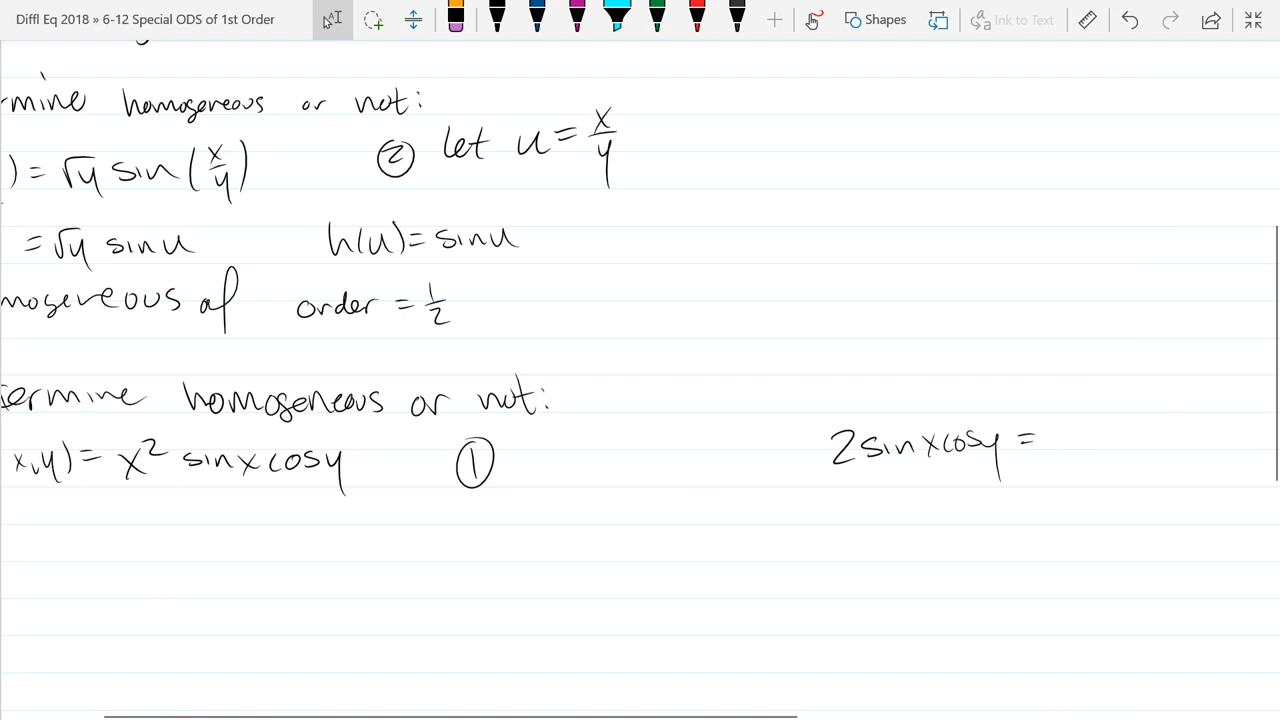 Diffl Eq 2018 » 6-12 Special ODS of 1st Order
Shapes
Ink to Text
rmine homogeneous or not:
) = √y sin(x/y) ② let u = x/y
= √y sin u h(u) = sin u
mogeneous of order = 1/2
ermine homogeneous or not:
x,y) = x² sin x cos y ① 2 sin x cos y =